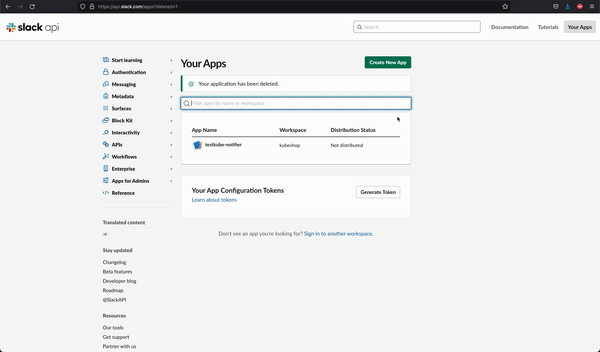 https://api.slack.com/apps?deleted=1
slack api
Search
Documentation
Tutorials
Your Apps
Start learning
Authentication
Messaging
Metadata
Surfaces
Block Kit
Interactivity
APIs
Workflows
Enterprise
Apps for Admins
Reference
Translated content
Stay updated
Changelog
Beta features
Developer blog
Roadmap
@SlackAPI
Resources
Our tools
Get support
Partner with us
Your Apps
Create New App
Your application has been deleted.
Filter apps by name or workspace
App Name Workspace Distribution Status
testkube-notifier kubeshop Not distributed
Your App Configuration Tokens
Learn about tokens
Generate Token
Don't see an app you're looking for? Sign in to another workspace.